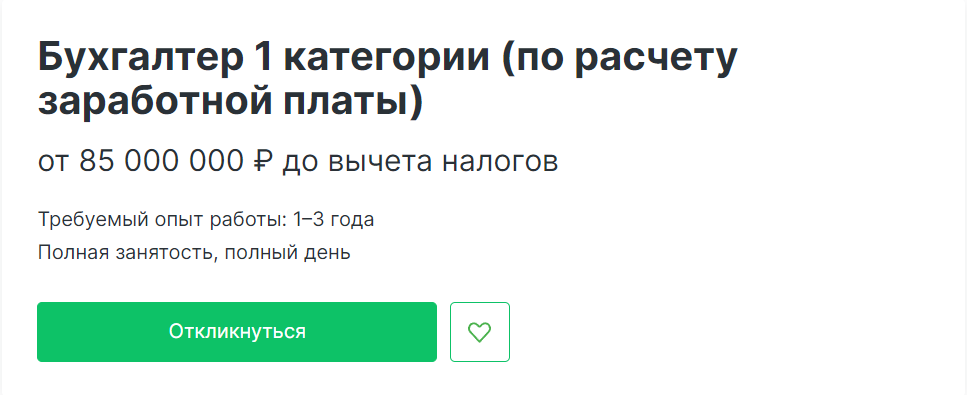 Бухгалтер 1 категории (по расчету
заработной платы)
от 85 000 000 ₽ до вычета налогов
Требуемый опыт работы: 1–3 года
Полная занятость, полный день
Откликнуться